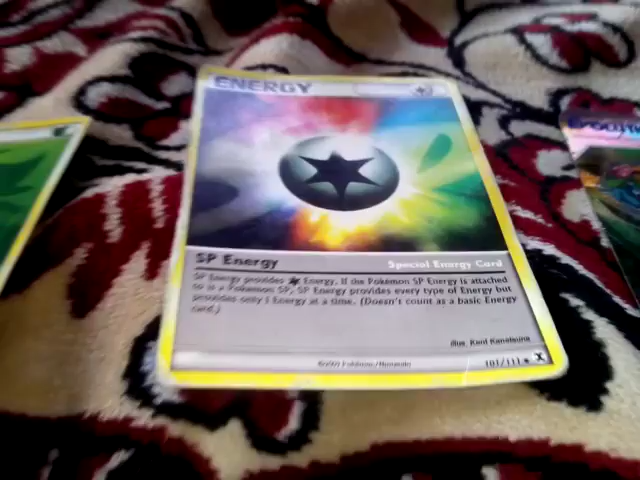 ENERGY
SP Energy
Special Energy Card
SP Energy provides Energy. If the Pokémon SP Energy is attached
to is a Pokémon SP, SP Energy provides every type of Energy but
provides only 1 Energy at a time. (Doesn't count as a basic Energy
card.)
illus.
©2009 Pokémon/Nintendo
101/111